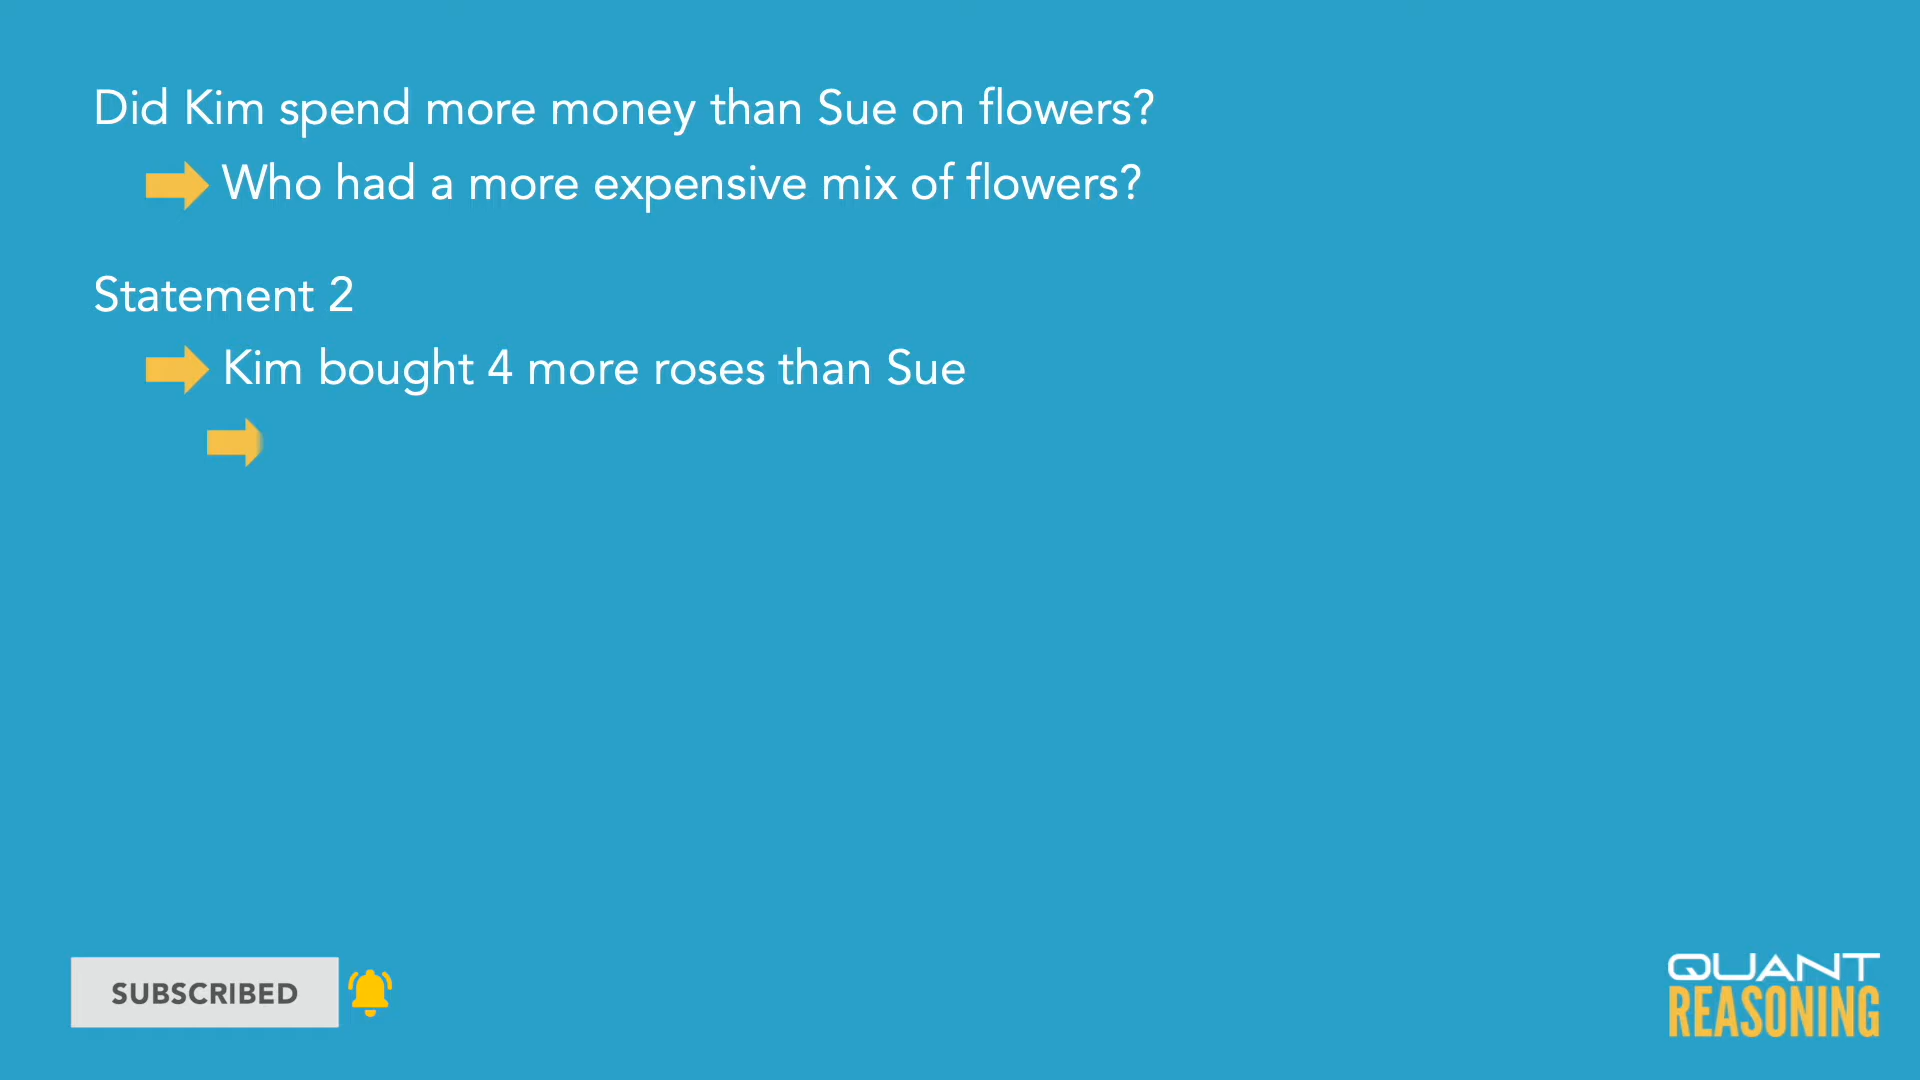 Did Kim spend more money than Sue on flowers?
Who had a more expensive mix of flowers?
Statement 2
Kim bought 4 more roses than Sue
SUBSCRIBED
QUANT
REASONING